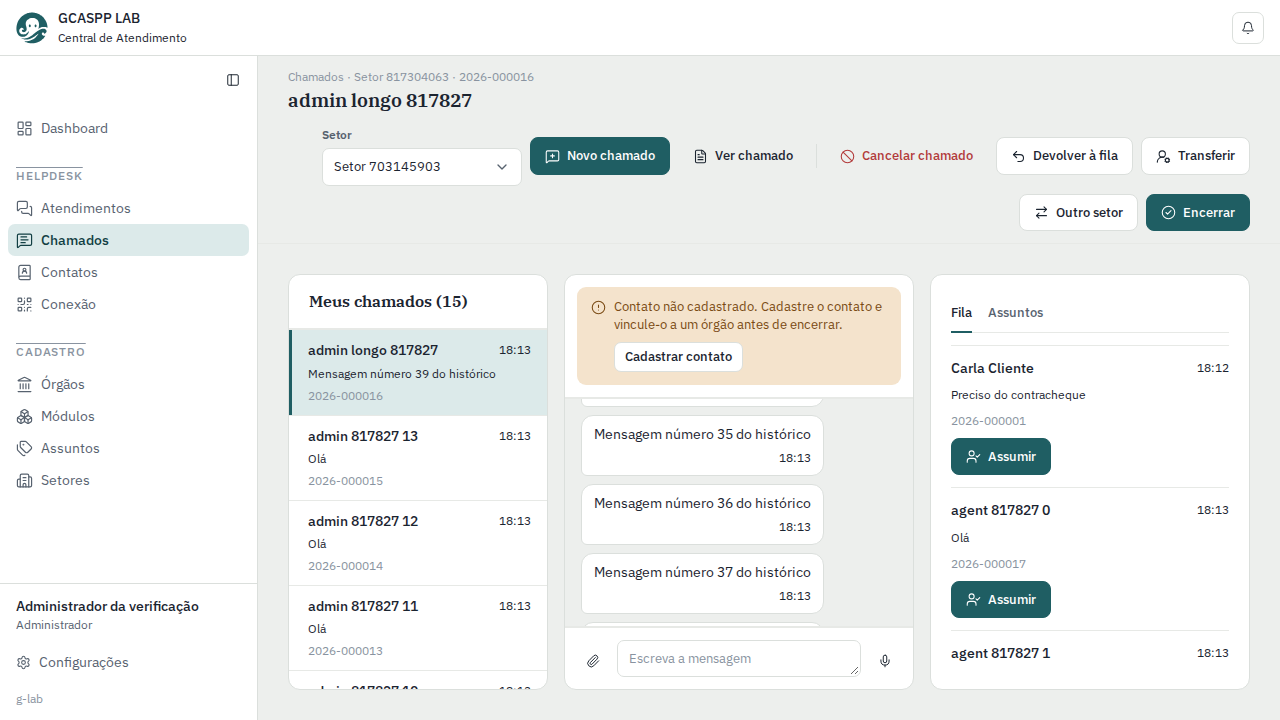 GCASPP LAB
Central de Atendimento
Dashboard
HELPDESK
Atendimentos
Chamados
Contatos
Conexão
CADASTRO
Órgãos
Módulos
Assuntos
Setores
Administrador da verificação
Administrador
Configurações
g-lab
Chamados · Setor 817304063 · 2026-000016
admin longo 817827
Setor
Setor 703145903
Novo chamado
Ver chamado
Cancelar chamado
Devolver à fila
Transferir
Outro setor
Encerrar
Meus chamados (15)
admin longo 817827 18:13
Mensagem número 39 do histórico
2026-000016
admin 817827 13 18:13
Olá
2026-000015
admin 817827 12 18:13
Olá
2026-000014
admin 817827 11 18:13
Olá
2026-000013
Contato não cadastrado. Cadastre o contato e
vincule-o a um órgão antes de encerrar.
Cadastrar contato
Mensagem número 35 do histórico
18:13
Mensagem número 36 do histórico
18:13
Mensagem número 37 do histórico
18:13
Escreva a mensagem
Fila
Assuntos
Carla Cliente 18:12
Preciso do contracheque
2026-000001
Assumir
agent 817827 0 18:13
Olá
2026-000017
Assumir
agent 817827 1 18:13